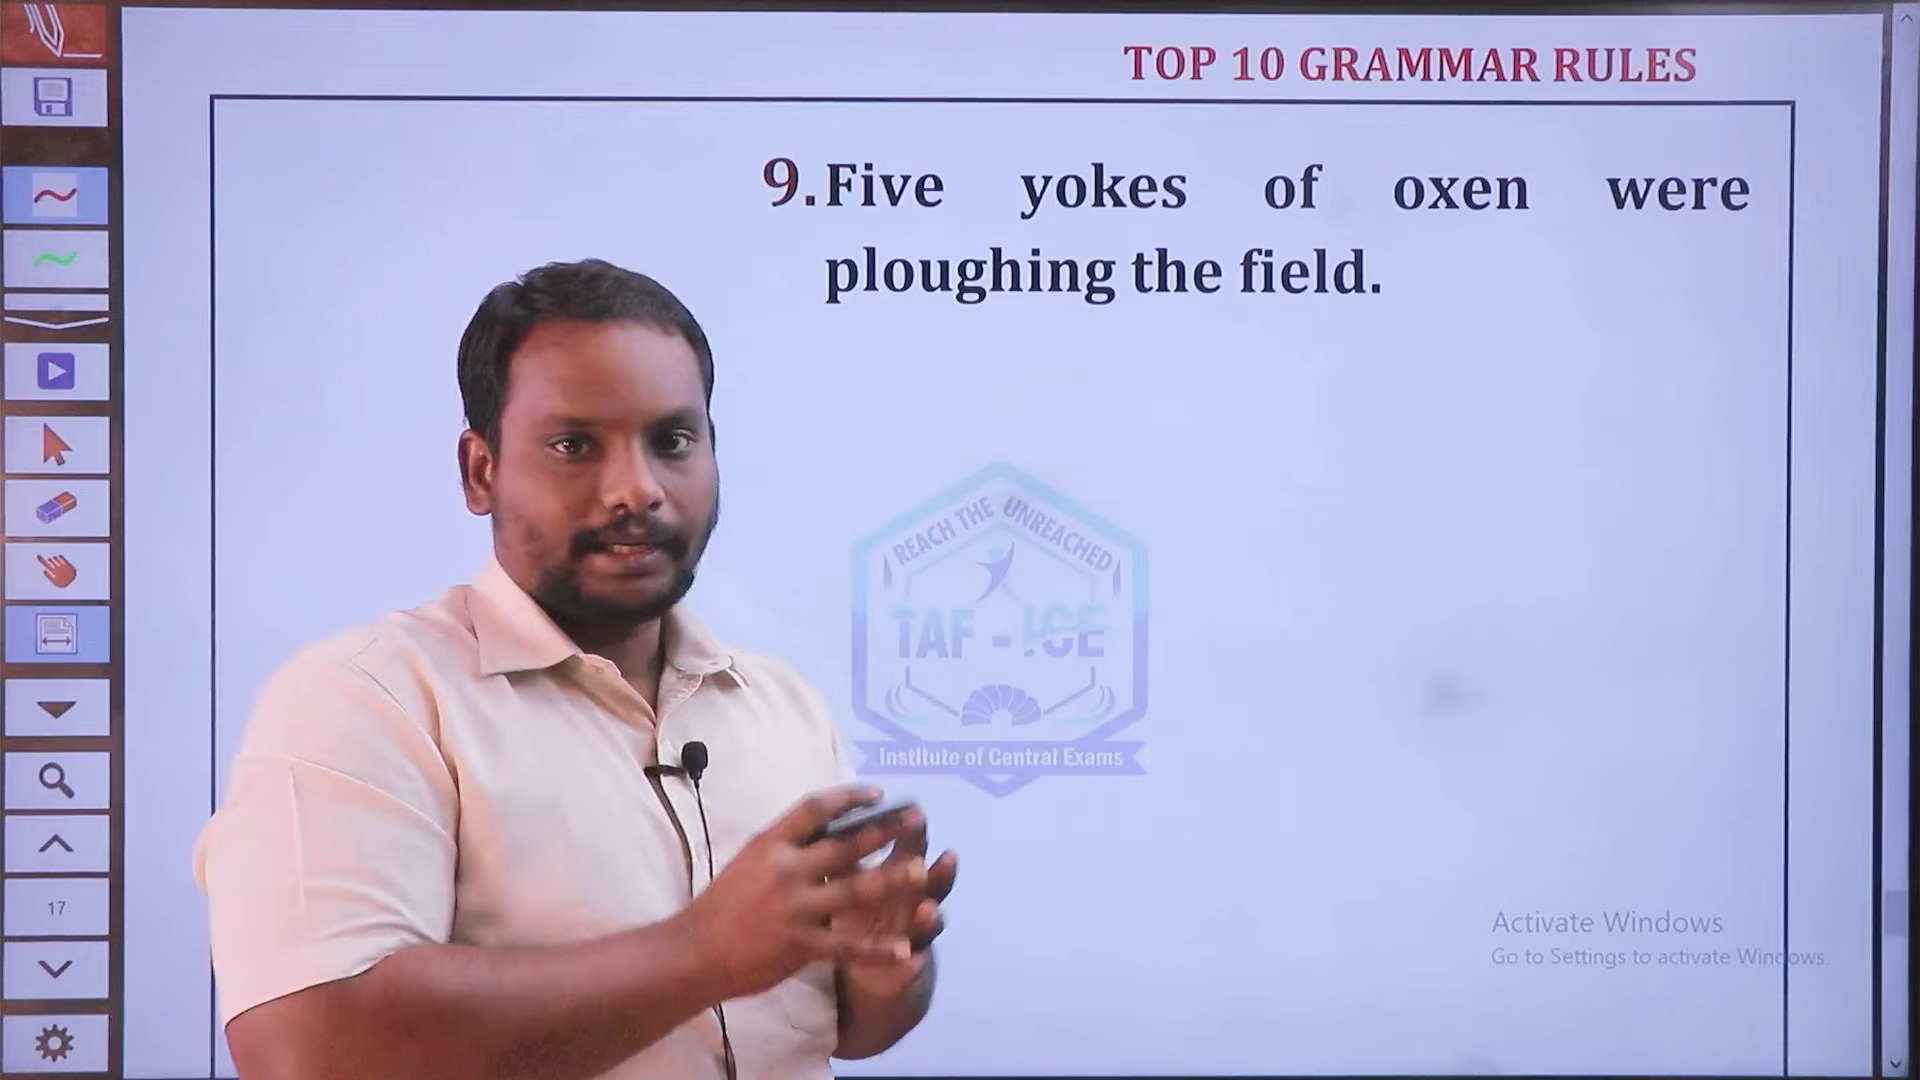 TOP 10 GRAMMAR RULES
9. Five yokes of oxen were
ploughing the field.
REACH THE UNREACHED
TAF - ICE
Institute of Central Exams
17
Activate Windows
Go to Settings to activate Windows.